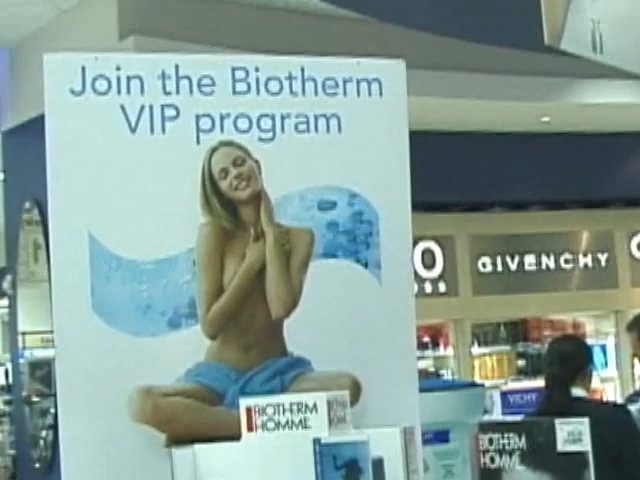 Join the Biotherm
VIP program
GIVENCHY
BIOTHERM
HOMME
VICHY
BIOTHERM
HOMME